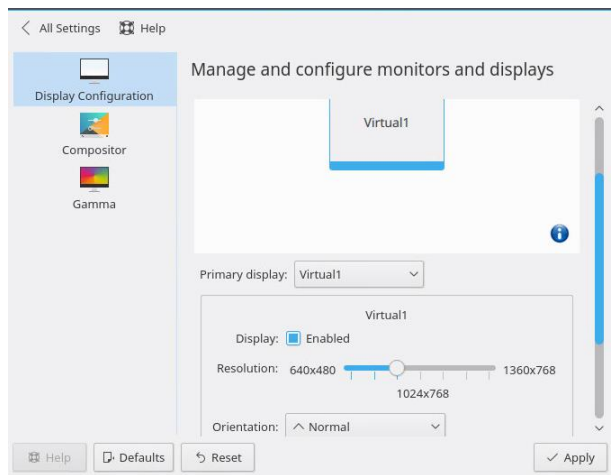 All Settings Help
Manage and configure monitors and displays
Display Configuration
Compositor
Gamma
Virtual1
Primary display: Virtual1
Virtual1
Display: Enabled
Resolution: 640x480 1360x768
1024x768
Orientation: Normal
Help Defaults Reset Apply